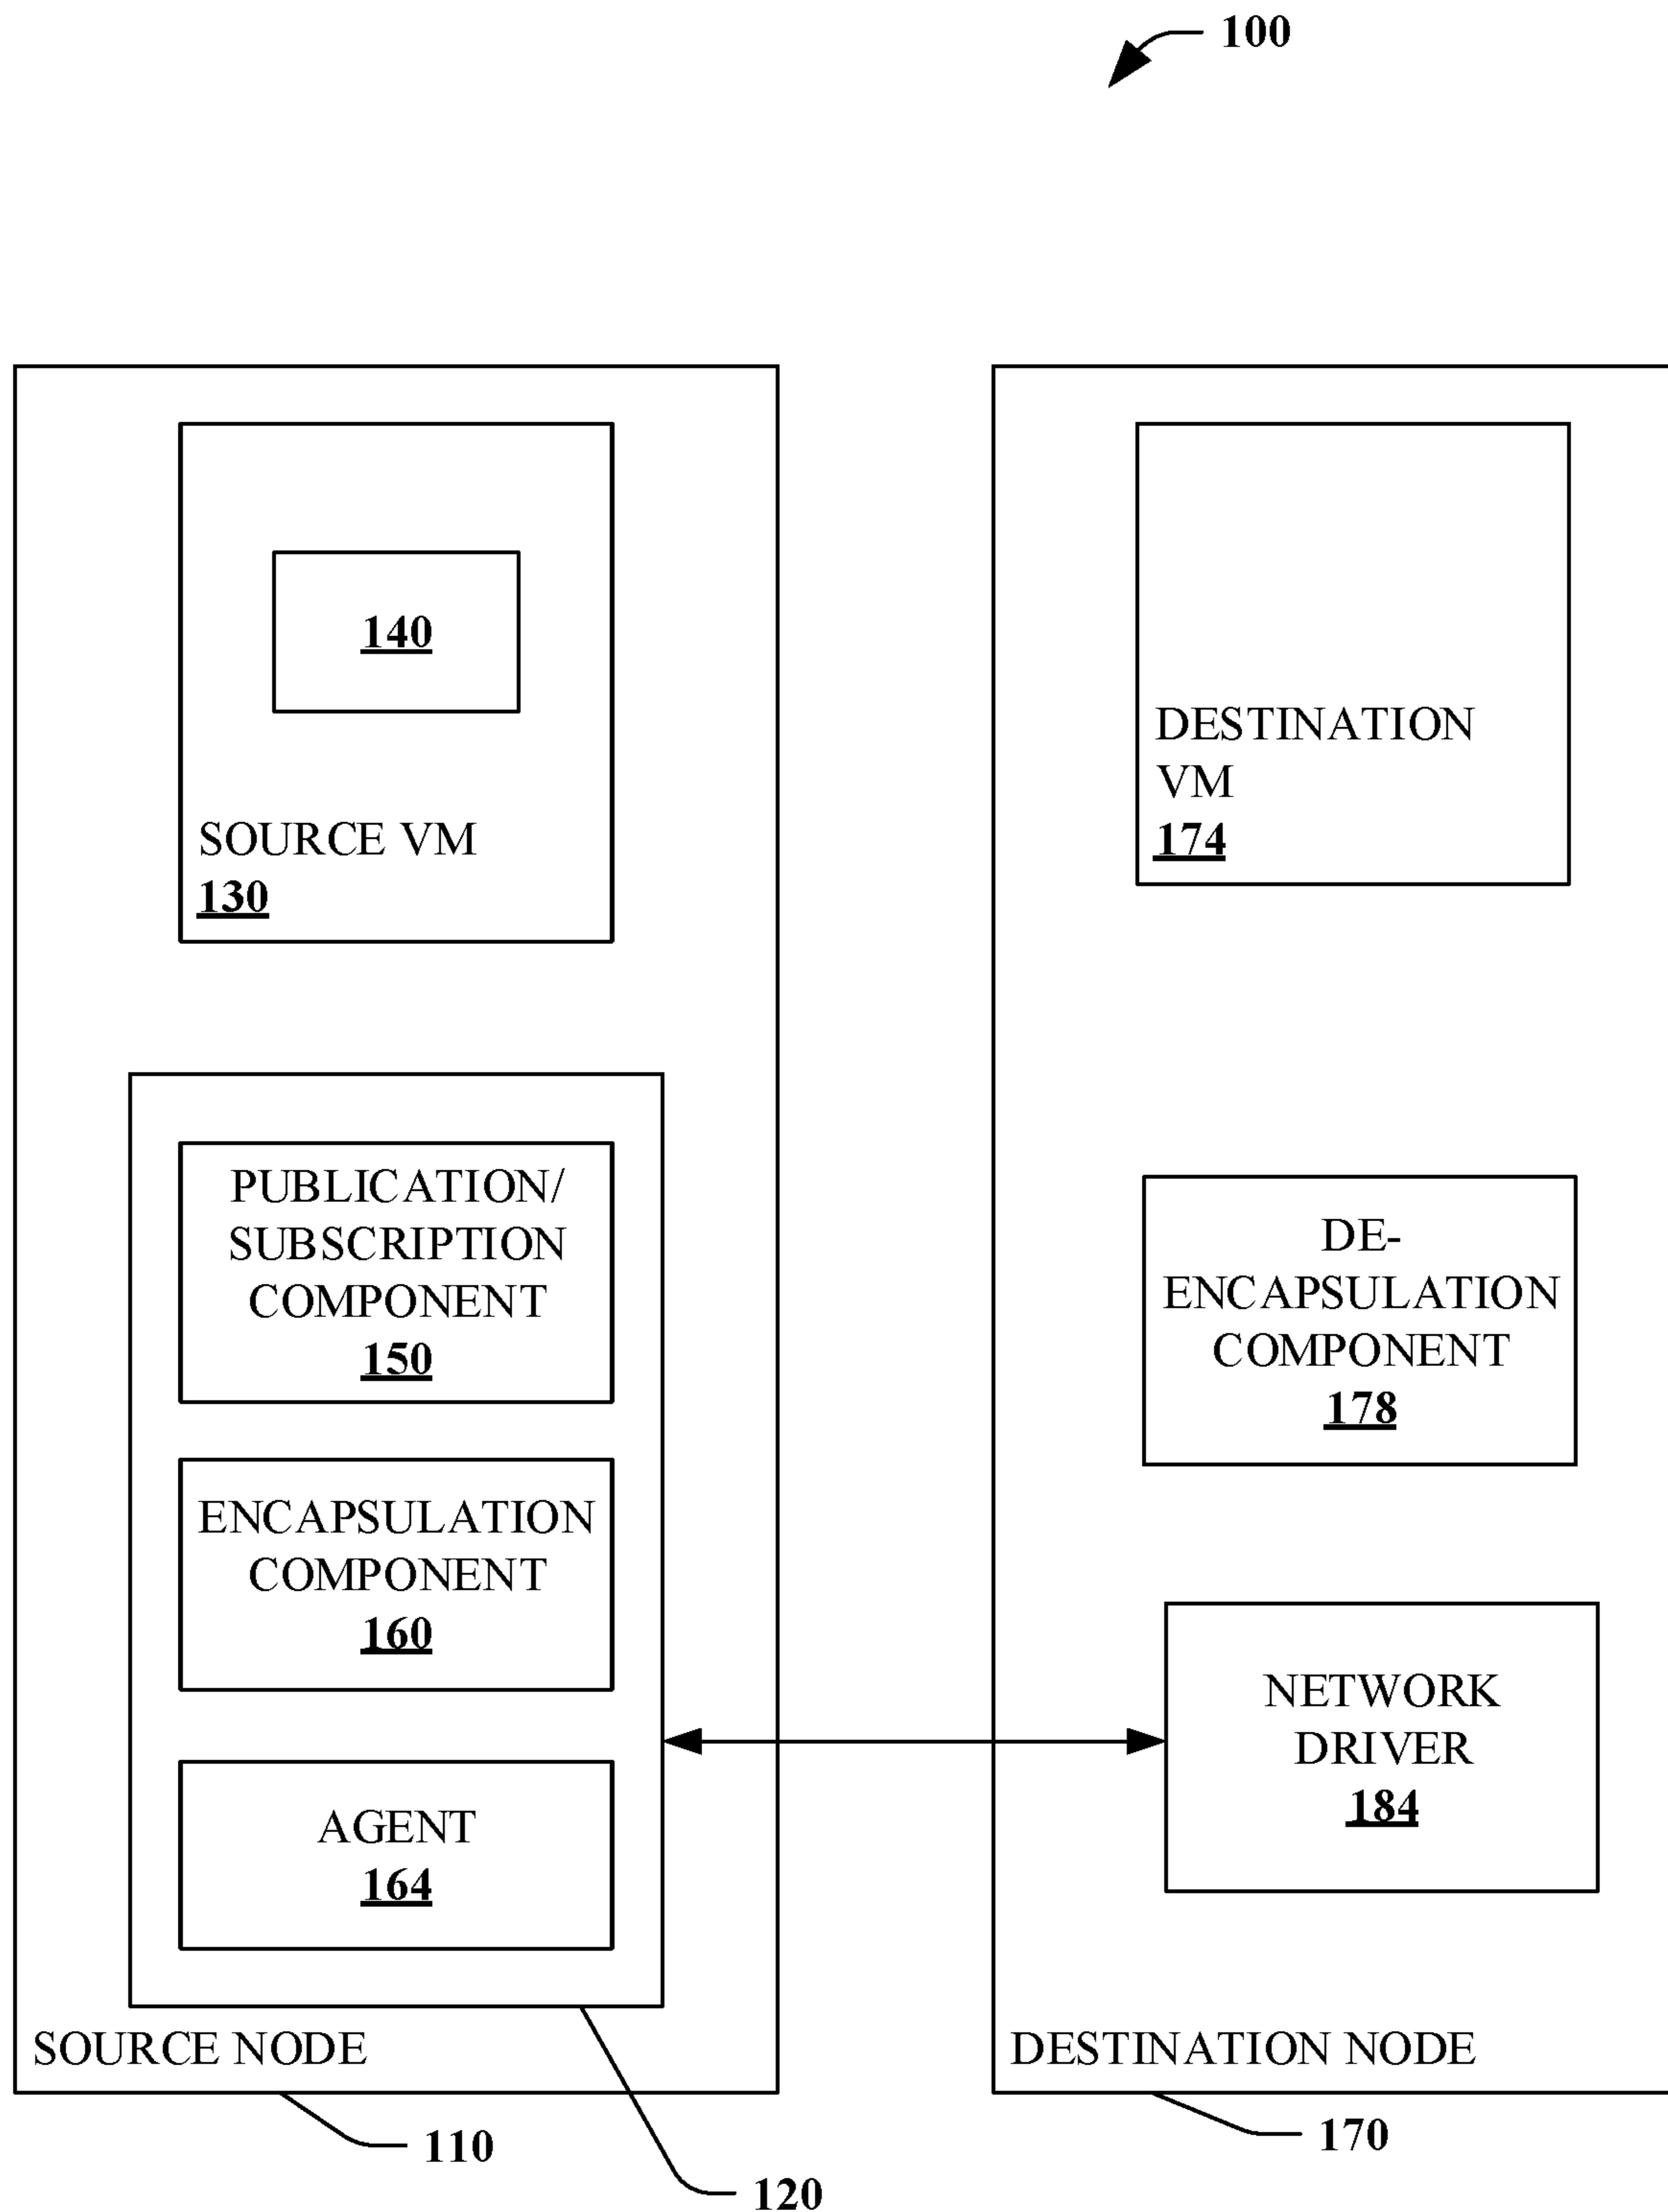 100
140
SOURCE VM
130
PUBLICATION/
SUBSCRIPTION
COMPONENT
150
ENCAPSULATION
COMPONENT
160
AGENT
164
SOURCE NODE
110
120
DESTINATION
VM
174
DE-
ENCAPSULATION
COMPONENT
178
NETWORK
DRIVER
184
DESTINATION NODE
170